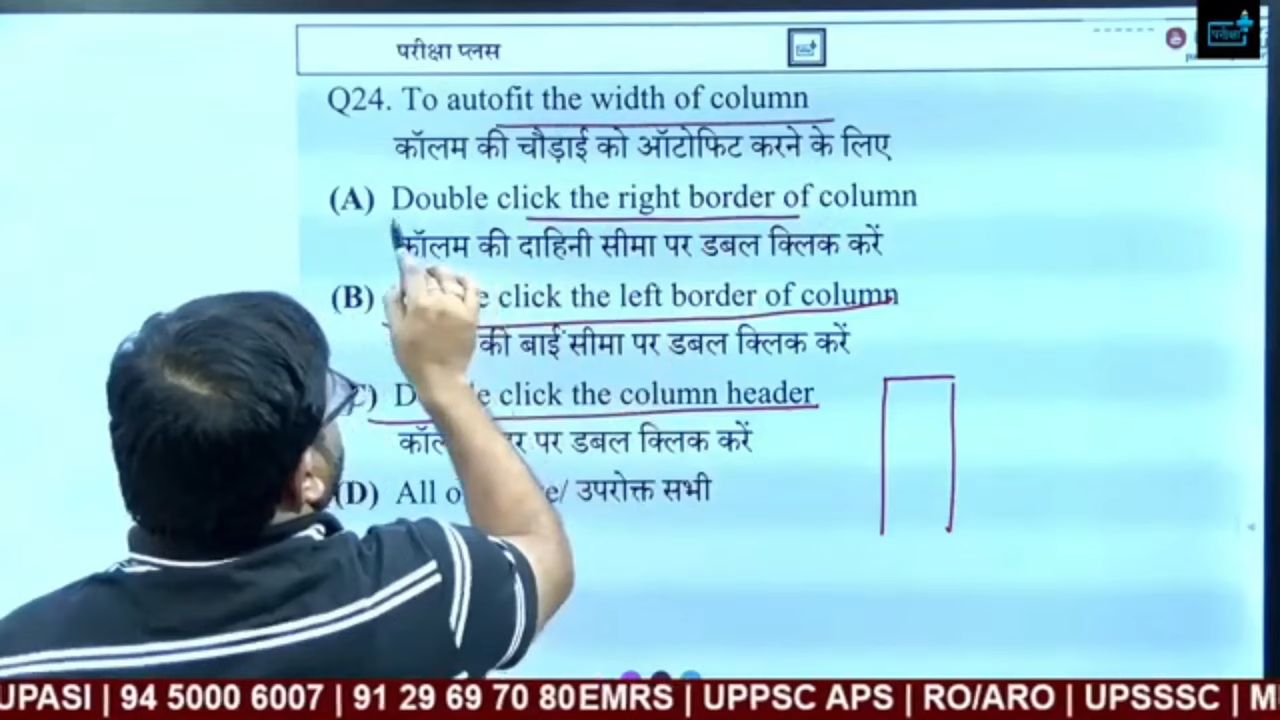 परीक्षा प्लस
परीक्षा
Q24. To autofit the width of column
कॉलम की चौड़ाई को ऑटोफिट करने के लिए
(A) Double click the right border of column
कॉलम की दाहिनी सीमा पर डबल क्लिक करें
(B) click the left border of column
की बाईं सीमा पर डबल क्लिक करें
click the column header
पर डबल क्लिक करें
(D) All / उपरोक्त सभी
UPASI | 94 5000 6007 | 91 29 69 70 80EMRS | UPPSC APS | RO/ARO | UPSSSC | M